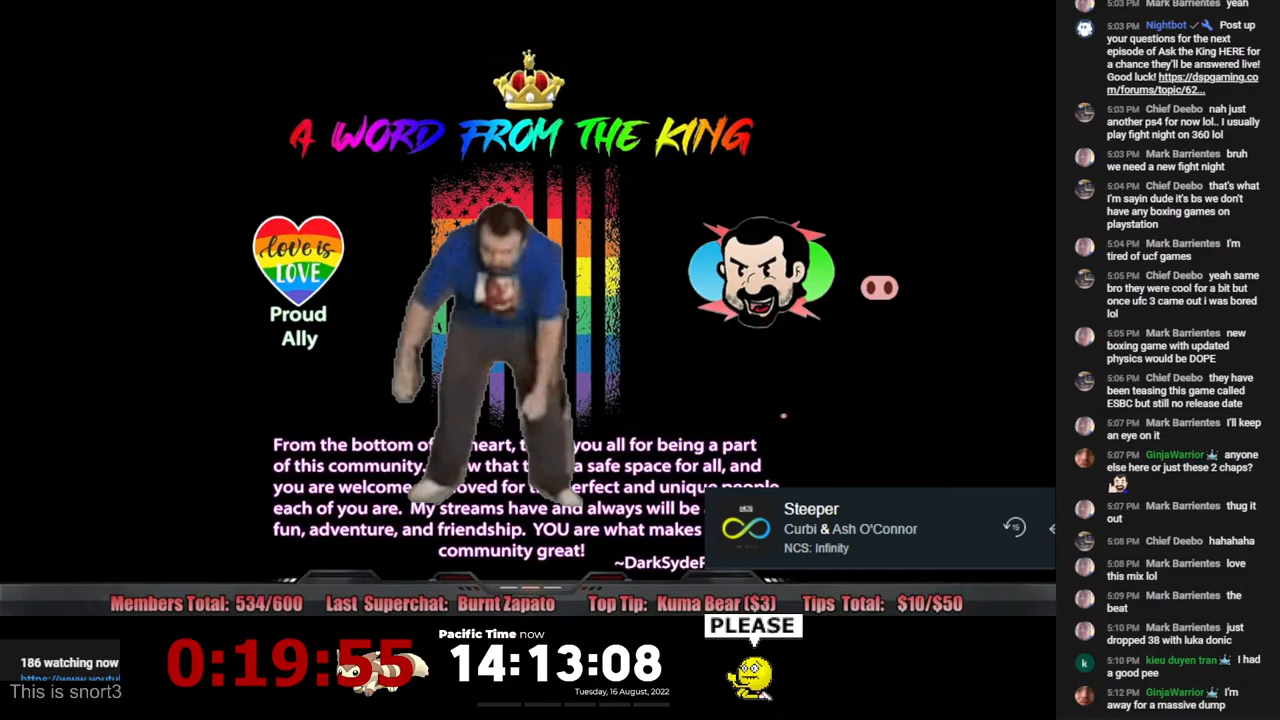 A WORD FROM THE KING
love is
LOVE
Proud
Ally
From the bottom of heart, you all for being a part
of this community. that a safe space for all, and
you are welcome loved for the perfect and unique people
each of you are. My streams have and always will be
fun, adventure, and friendship. YOU are what makes
community great!
~DarkSydeP
Steeper
Curbi & Ash O'Connor
NCS: Infinity
15
Members Total: 534/600 Last Superchat: Burnt Zapato Top Tip: Kuma Bear ($3) Tips Total: $10/$50
PLEASE
186 watching now
https://www.youtul
This is snort3
0:19:55
Pacific Time now
14:13:08
Tuesday, 16 August, 2022
5:03 PM Mark Barrientes yeah
5:03 PM Nightbot Post up
your questions for the next
episode of Ask the King HERE for
a chance they'll be answered live!
Good luck! https://dspgaming.co
m/forums/topic/62...
5:03 PM Chief Deebo nah just
another ps4 for now lol.. I usually
play fight night on 360 lol
5:03 PM Mark Barrientes bruh
we need a new fight night
5:04 PM Chief Deebo that's what
I'm sayin dude it's bs we don't
have any boxing games on
playstation
5:04 PM Mark Barrientes I'm
tired of ucf games
5:05 PM Chief Deebo yeah same
bro they were cool for a bit but
once ufc 3 came out i was bored
lol
5:05 PM Mark Barrientes new
boxing game with updated
physics would be DOPE
5:06 PM Chief Deebo they have
been teasing this game called
ESBC but still no release date
5:07 PM Mark Barrientes I'll keep
an eye on it
5:07 PM GinjaWarrior anyone
else here or just these 2 chaps?
5:07 PM Mark Barrientes thug it
out
5:08 PM Chief Deebo hahahaha
5:08 PM Mark Barrientes love
this mix lol
5:09 PM Mark Barrientes the
beat
5:10 PM Mark Barrientes just
dropped 38 with luka donic
k
5:10 PM kieu duyen tran I had
a good pee
5:12 PM GinjaWarrior I'm
away for a massive dump